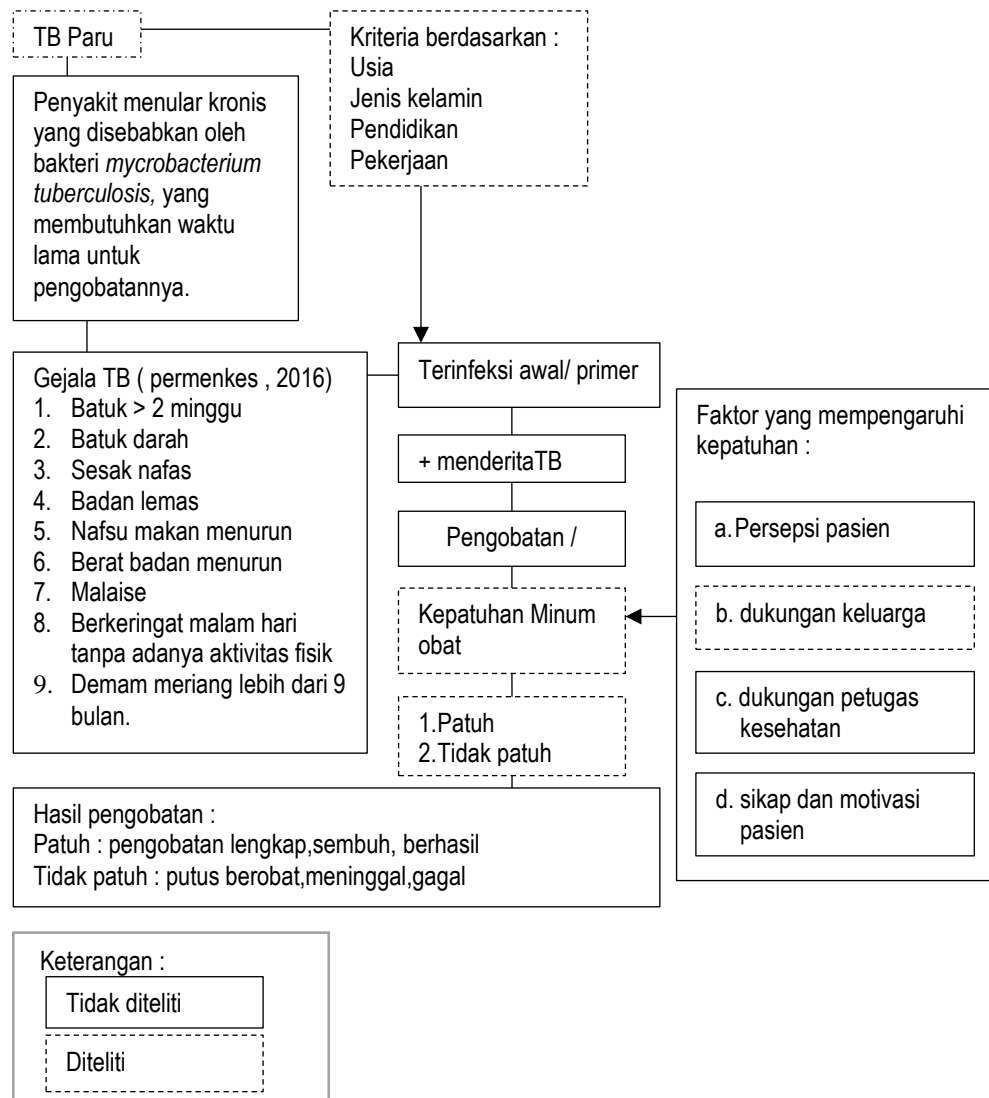 TB Paru
Kriteria berdasarkan :
Usia
Jenis kelamin
Pendidikan
Pekerjaan
Penyakit menular kronis
yang disebabkan oleh
bakteri mycrobacterium
tuberculosis, yang
membutuhkan waktu
lama untuk
pengobatannya.
Gejala TB ( permenkes , 2016)
1. Batuk > 2 minggu
2. Batuk darah
3. Sesak nafas
4. Badan lemas
5. Nafsu makan menurun
6. Berat badan menurun
7. Malaise
8. Berkeringat malam hari
tanpa adanya aktivitas fisik
9. Demam meriang lebih dari 9
bulan.
Terinfeksi awal/ primer
+ menderitaTB
Pengobatan /
Kepatuhan Minum
obat
1.Patuh
2.Tidak patuh
Faktor yang mempengaruhi
kepatuhan :
a.Persepsi pasien
b. dukungan keluarga
c. dukungan petugas
kesehatan
d. sikap dan motivasi
pasien
Hasil pengobatan :
Patuh : pengobatan lengkap,sembuh, berhasil
Tidak patuh : putus berobat,meninggal,gagal
Keterangan :
Tidak diteliti
Diteliti